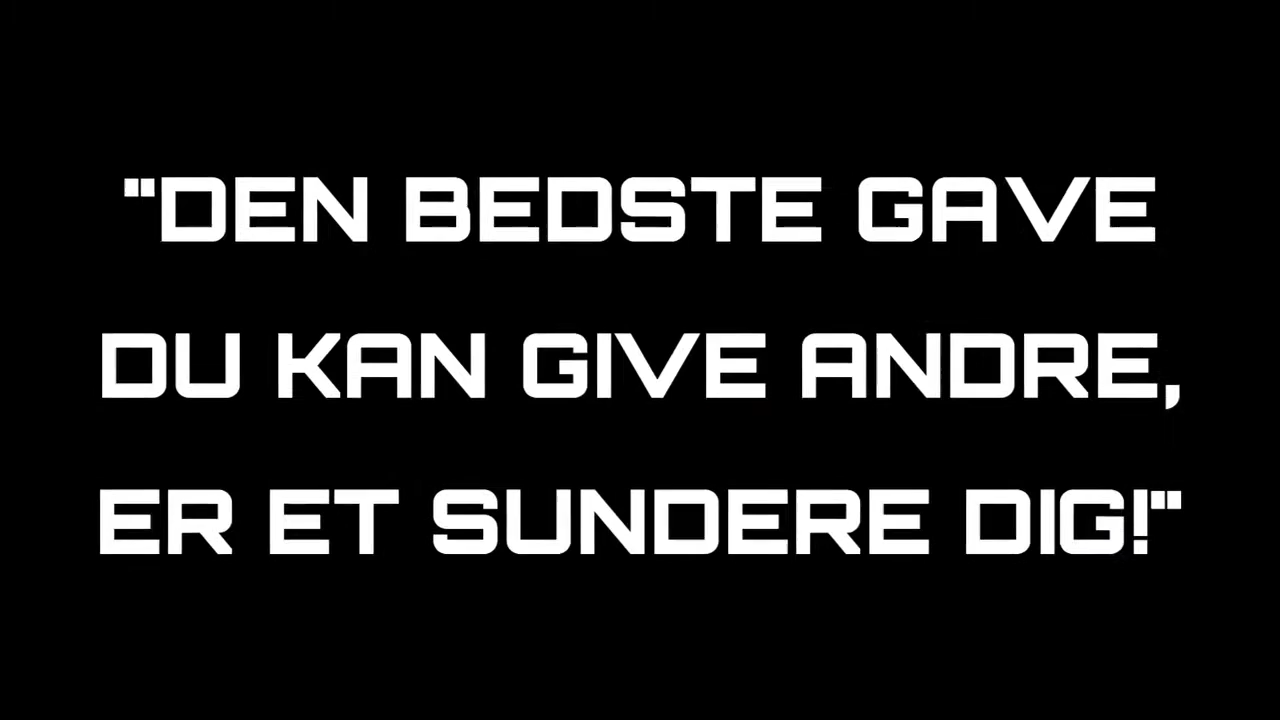 "DEN BEDSTE GAVE
DU KAN GIVE ANDRE,
ER ET SUNDERE DIG!"